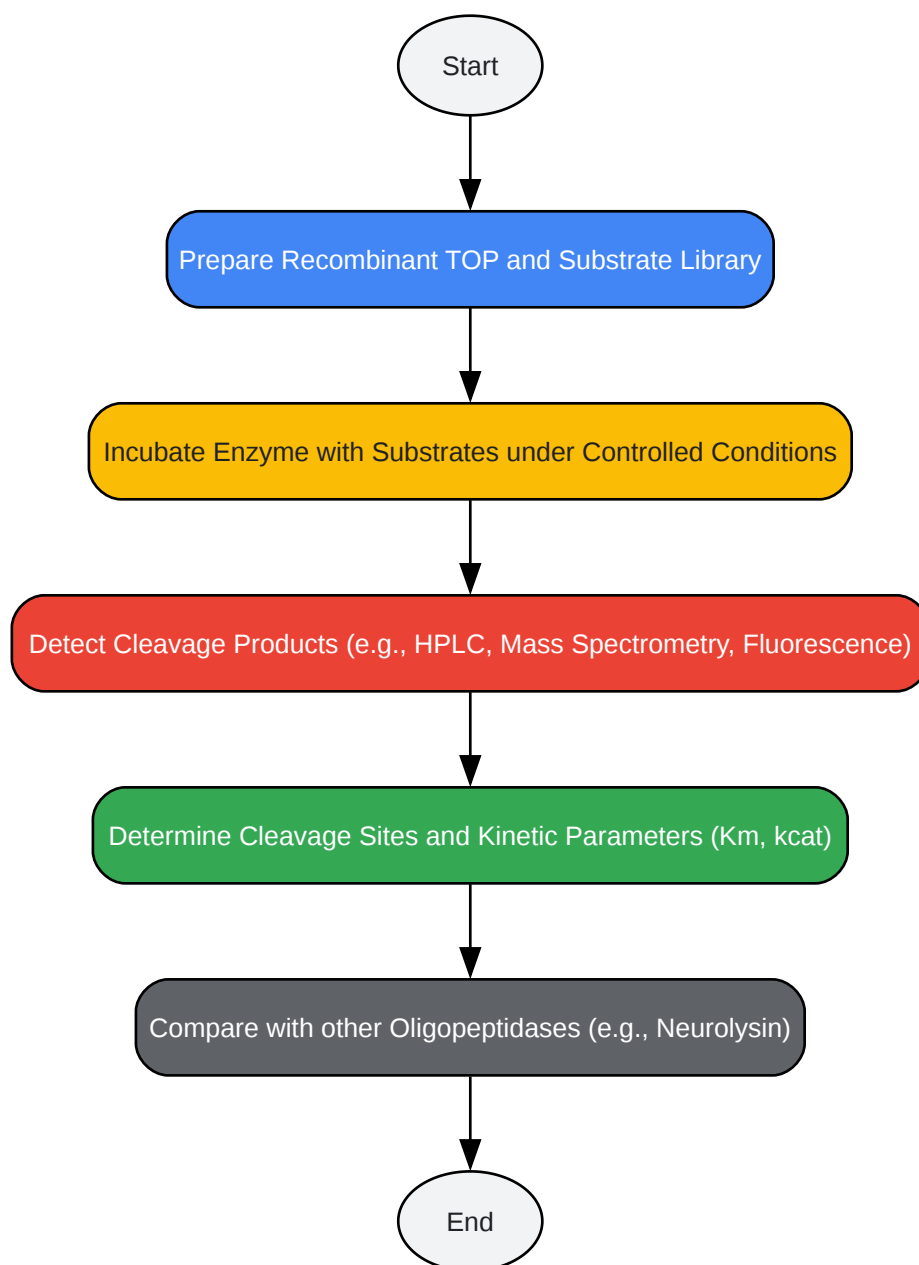 Start
Prepare Recombinant TOP and Substrate Library
Incubate Enzyme with Substrates under Controlled Conditions
Detect Cleavage Products (e.g., HPLC, Mass Spectrometry, Fluorescence)
Determine Cleavage Sites and Kinetic Parameters (Km, kcat)
Compare with other Oligopeptidases (e.g., Neurolysin)
End